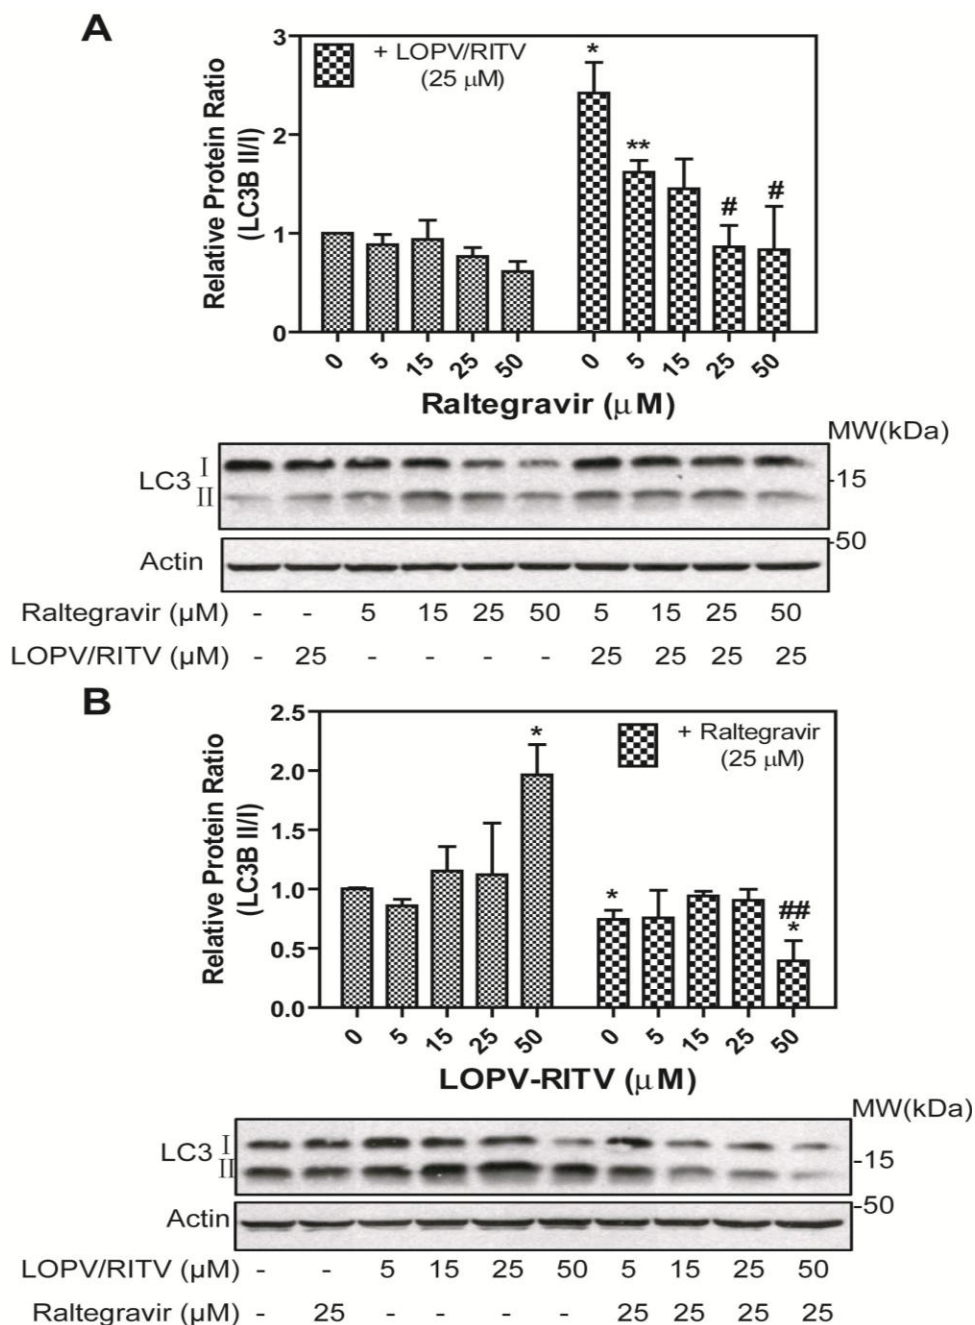 A
3
2
1
0
Relative Protein Ratio
(LC3B II/I)
+ LOPV/RITV
(25 μM)
*
**
#
#
0 5 15 25 50 0 5 15 25 50
Raltegravir (μM)
MW(kDa)
LC3 I
II
-15
-50
Actin
Raltegravir (μM) - - 5 15 25 50 5 15 25 50
LOPV/RITV (μM) - 25 - - - - 25 25 25 25
B
2.5
2.0
1.5
1.0
0.5
0.0
Relative Protein Ratio
(LC3B II/I)
+ Raltegravir
(25 μM)
*
*
##
*
0 5 15 25 50 0 5 15 25 50
LOPV-RITV (μM)
MW(kDa)
LC3 I
II
-15
-50
Actin
LOPV/RITV (μM) - - 5 15 25 50 5 15 25 50
Raltegravir (μM) - 25 - - - - 25 25 25 25